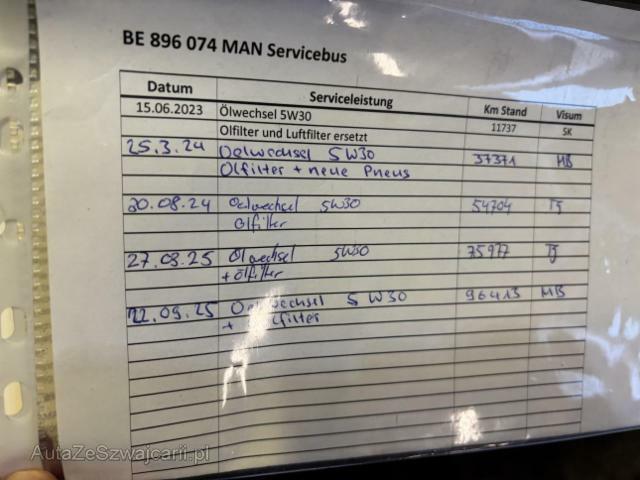 BE 896 074 MAN Servicebus
Datum Serviceleistung Km Stand Visum
15.06.2023 Ölwechsel 5W30 11737 SK
Ölfilter und Luftfilter ersetzt
25.3.24 Oelwechsel 5W30 37371 MB
Ölfilter + neue Pneus
20.08.24 Oelwechsel 5W30 54704 TJ
Ölfilter
27.03.25 Ölwechsel 5W30 75977 TJ
+ Ölfilter
22.09.25 Oelwechsel 5W30 96413 MB
+ Ölfilter
AutaZeSzwajcarii.pl